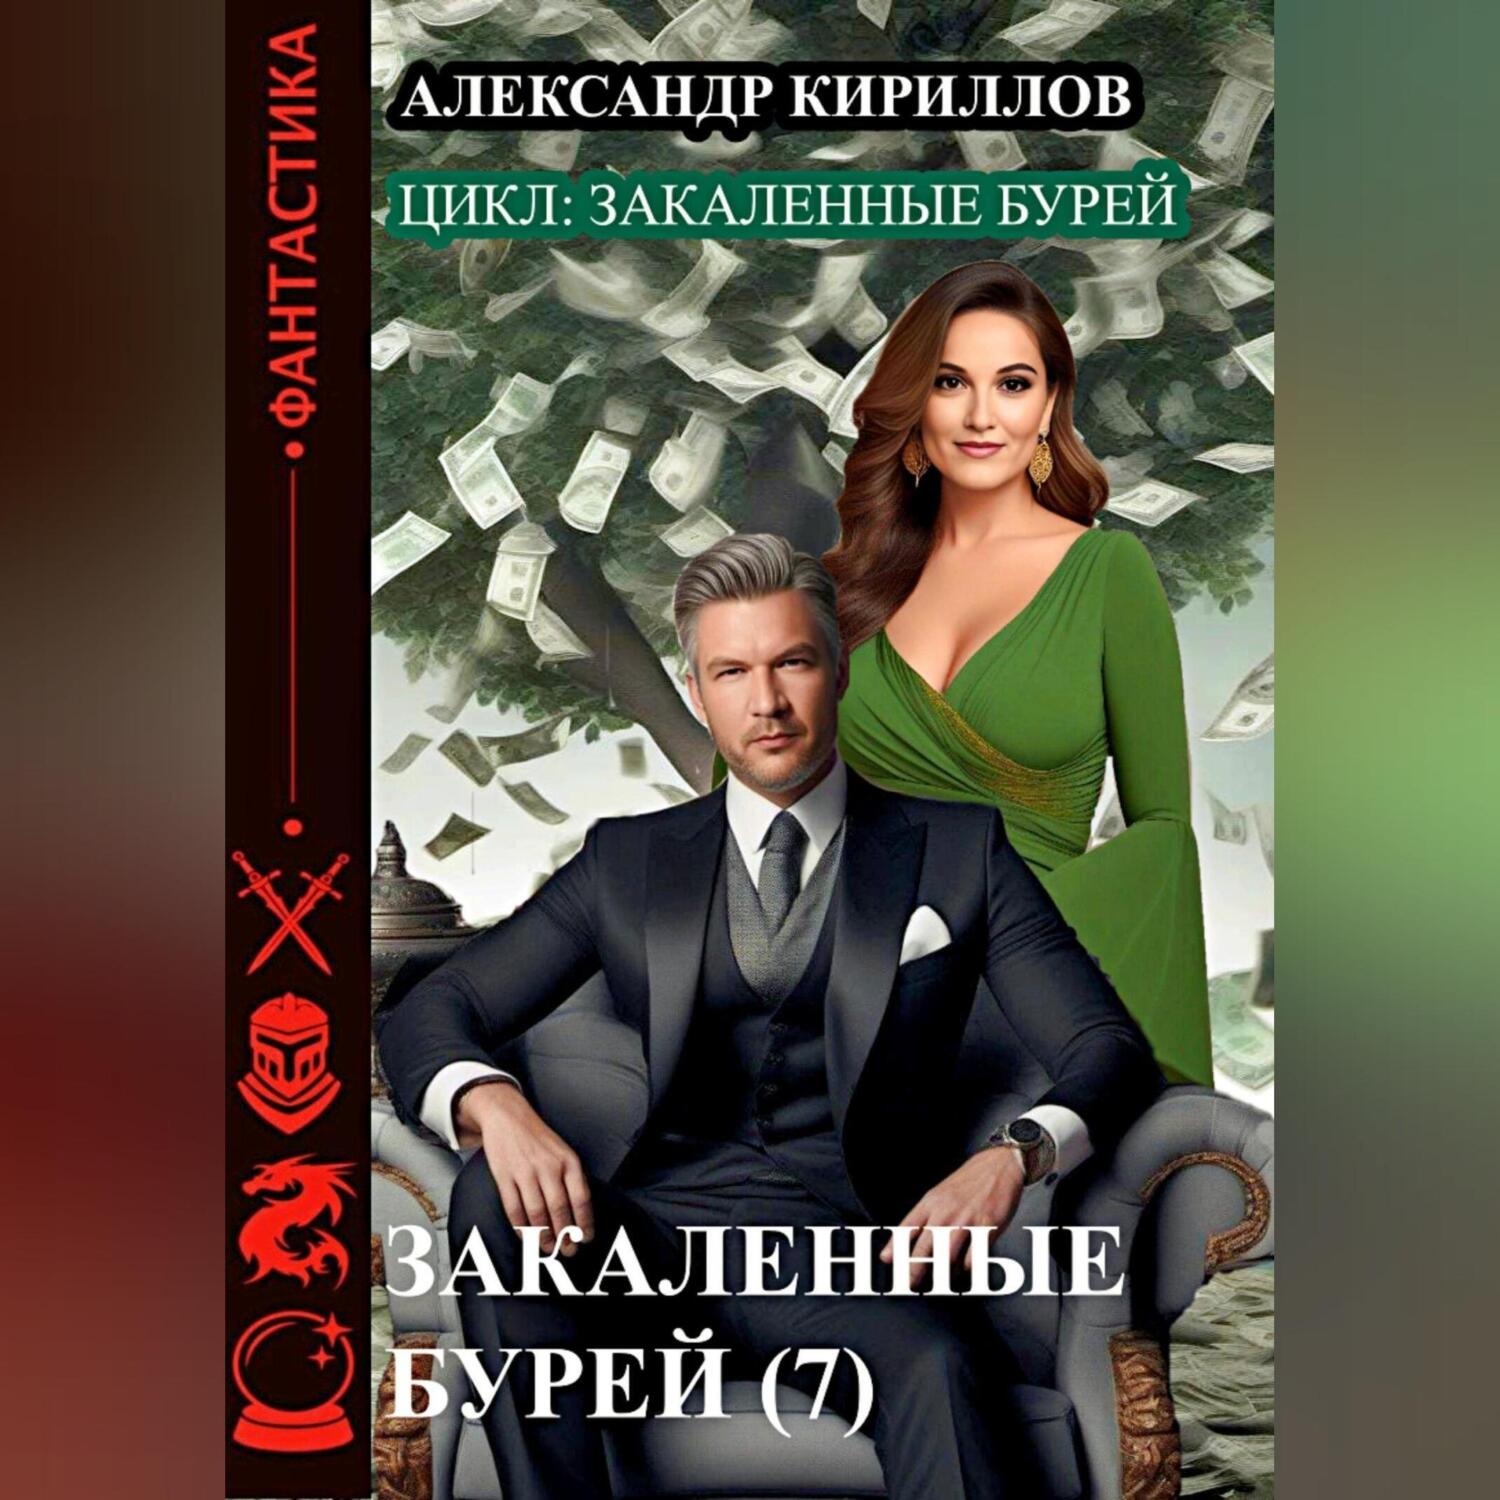 ФАНТАСТИКА
АЛЕКСАНДР КИРИЛЛОВ
ЦИКЛ: ЗАКАЛЕННЫЕ БУРЕЙ
ЗАКАЛЕННЫЕ
БУРЕЙ (7)